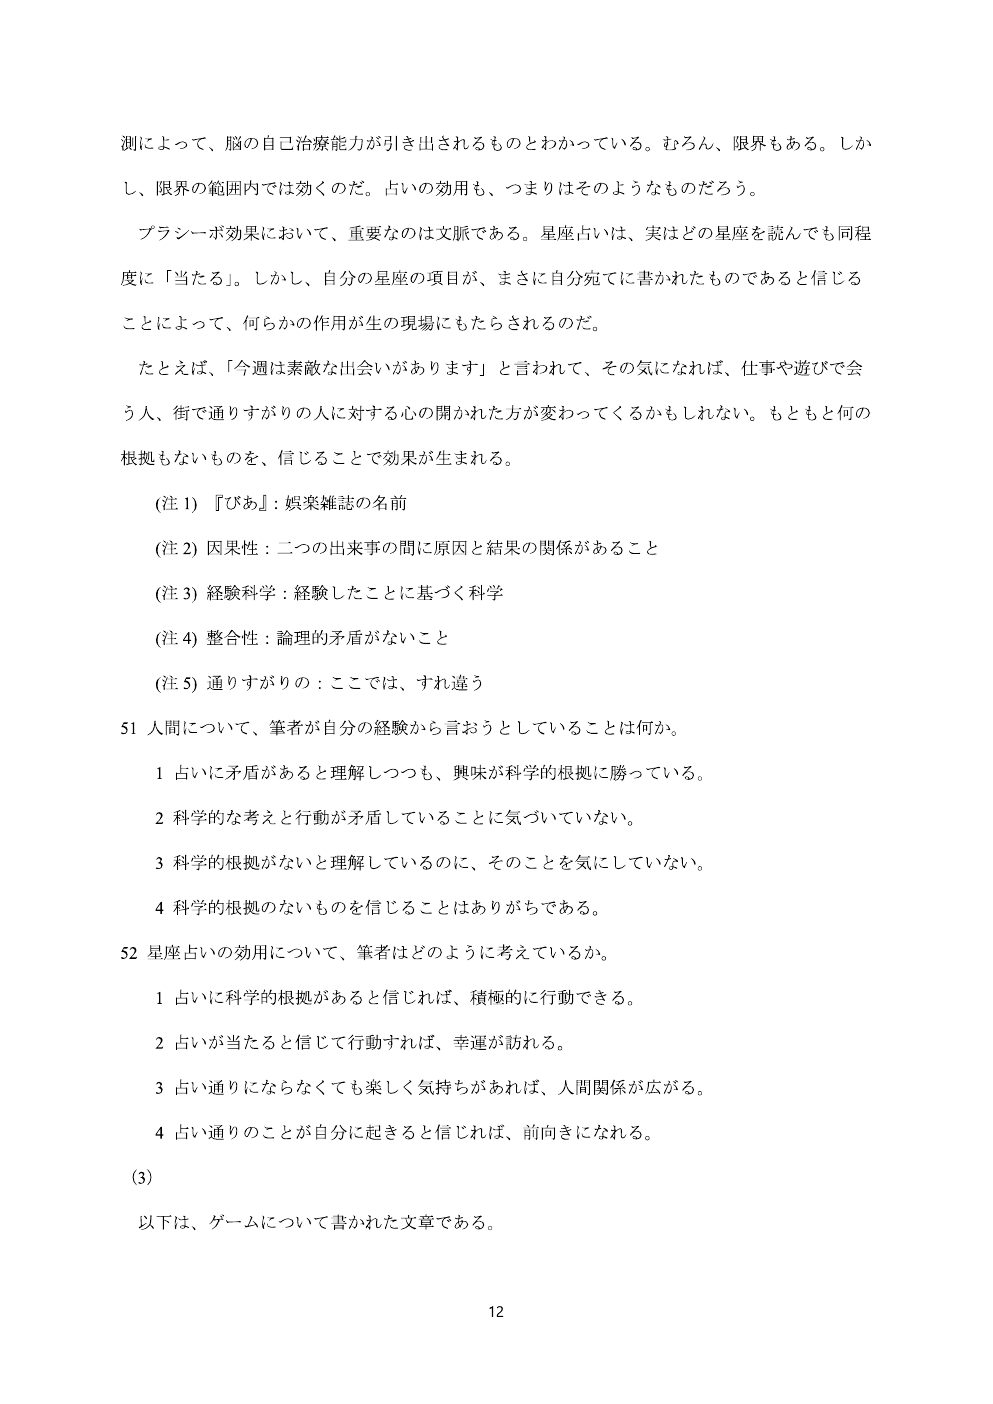 測によって、脳の自己治療能力が引き出されるものとわかっている。むろん、限界もある。しか
し、限界の範囲内では効くのだ。占いの効用も、つまりはそのようなものだろう。
プラシーボ効果において、重要なのは文脈である。星座占いは、実はどの星座を読んでも同程
度に「当たる」。しかし、自分の星座の項目が、まさに自分宛てに書かれたものであると信じる
ことによって、何らかの作用が生の現場にもたらされるのだ。
たとえば、「今週は素敵な出会いがあります」と言われて、その気になれば、仕事や遊びで会
う人、街で通りすがりの人に対する心の開かれた方が変わってくるかもしれない。もともと何の
根拠もないものを、信じることで効果が生まれる。
(注 1) 『びあ』: 娯楽雑誌の名前
(注 2) 因果性 : 二つの出来事の間に原因と結果の関係があること
(注 3) 経験科学 : 経験したことに基づく科学
(注 4) 整合性 : 論理的矛盾がないこと
(注 5) 通りすがりの : ここでは、すれ違う
51 人間について、筆者が自分の経験から言おうとしていることは何か。
1 占いに矛盾があると理解しつつも、興味が科学的根拠に勝っている。
2 科学的な考えと行動が矛盾していることに気づいていない。
3 科学的根拠がないと理解しているのに、そのことを気にしていない。
4 科学的根拠のないものを信じることはありがちである。
52 星座占いの効用について、筆者はどのように考えているか。
1 占いに科学的根拠があると信じれば、積極的に行動できる。
2 占いが当たると信じて行動すれば、幸運が訪れる。
3 占い通りにならなくても楽しく気持ちがあれば、人間関係が広がる。
4 占い通りのことが自分に起きると信じれば、前向きになれる。
（3）
以下は、ゲームについて書かれた文章である。
12